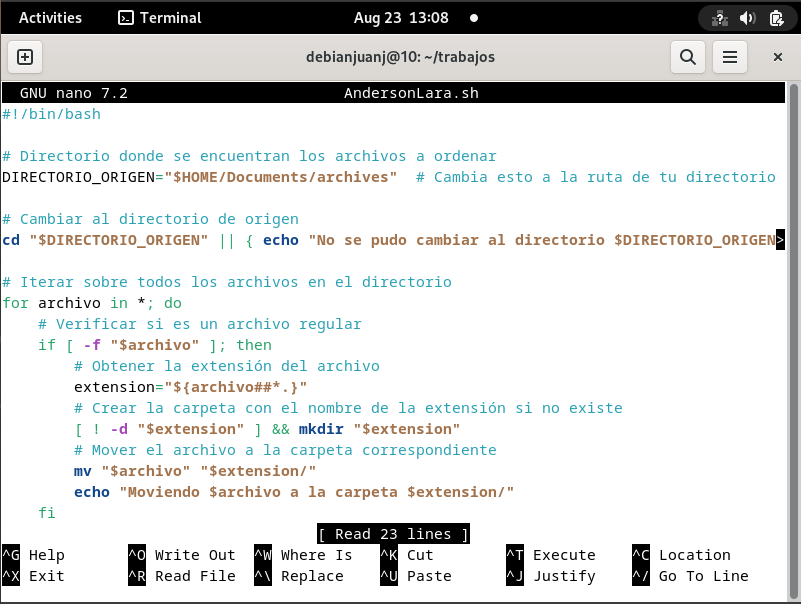 Activities Terminal Aug 23 13:08 ?
debianjuanj@10: ~/trabajos
GNU nano 7.2 AndersonLara.sh
#!/bin/bash
# Directorio donde se encuentran los archivos a ordenar
DIRECTORIO_ORIGEN="$HOME/Documents/archives"  # Cambia esto a la ruta de tu directorio
# Cambiar al directorio de origen
cd "$DIRECTORIO_ORIGEN" || { echo "No se pudo cambiar al directorio $DIRECTORIO_ORIGEN>
# Iterar sobre todos los archivos en el directorio
for archivo in *; do
    # Verificar si es un archivo regular
    if [ -f "$archivo" ]; then
        # Obtener la extensión del archivo
        extension="${archivo##*.}"
        # Crear la carpeta con el nombre de la extensión si no existe
        [ ! -d "$extension" ] && mkdir "$extension"
        # Mover el archivo a la carpeta correspondiente
        mv "$archivo" "$extension/"
        echo "Moviendo $archivo a la carpeta $extension/"
    fi
[ Read 23 lines ]
^G Help ^O Write Out ^W Where Is ^K Cut ^T Execute ^C Location
^X Exit ^R Read File ^\ Replace ^U Paste ^J Justify ^/ Go To Line